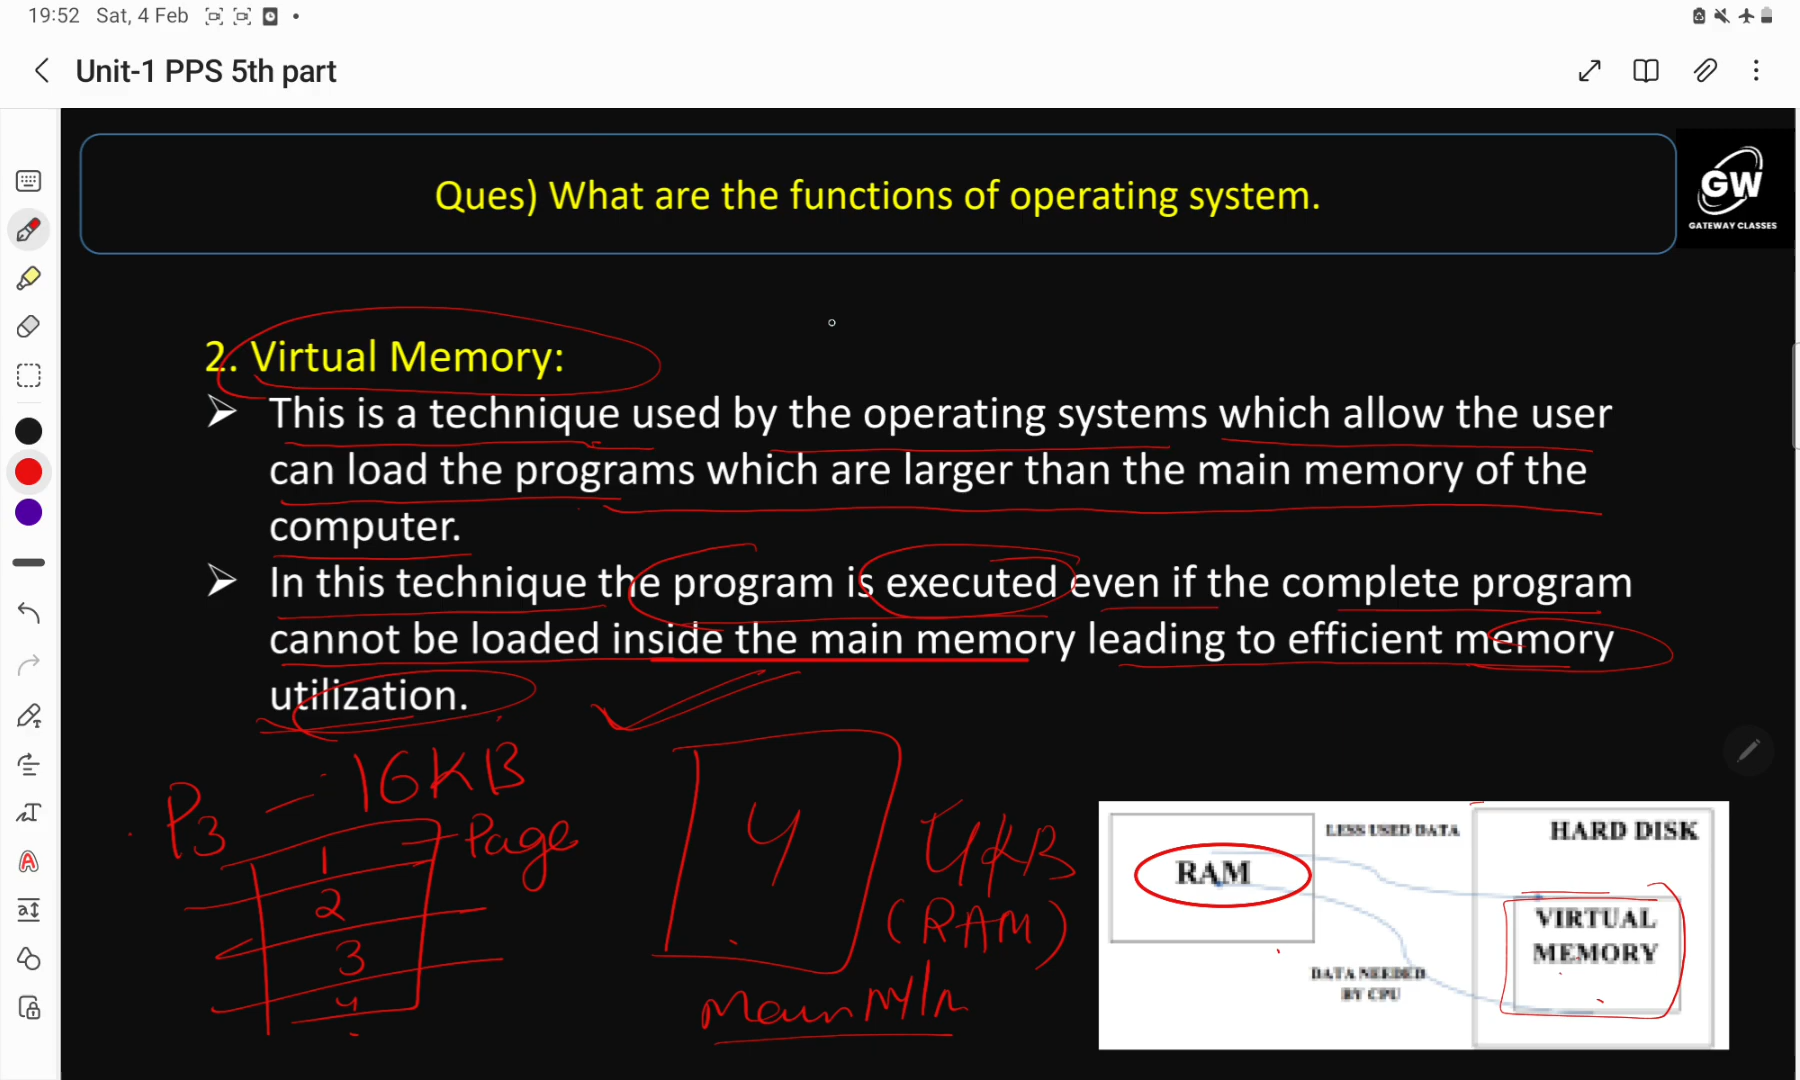 19:52 Sat, 4 Feb
Unit-1 PPS 5th part
Ques) What are the functions of operating system.
GW
GATEWAY CLASSES
2. Virtual Memory:
➢ This is a technique used by the operating systems which allow the user
can load the programs which are larger than the main memory of the
computer.
➢ In this technique the program is executed even if the complete program
cannot be loaded inside the main memory leading to efficient memory
utilization.
P3 - 16KB
Page
1
2
3
4
4
4KB
(RAM)
Main M/m
RAM
LESS USED DATA
HARD DISK
VIRTUAL
MEMORY
DATA NEEDED
BY CPU